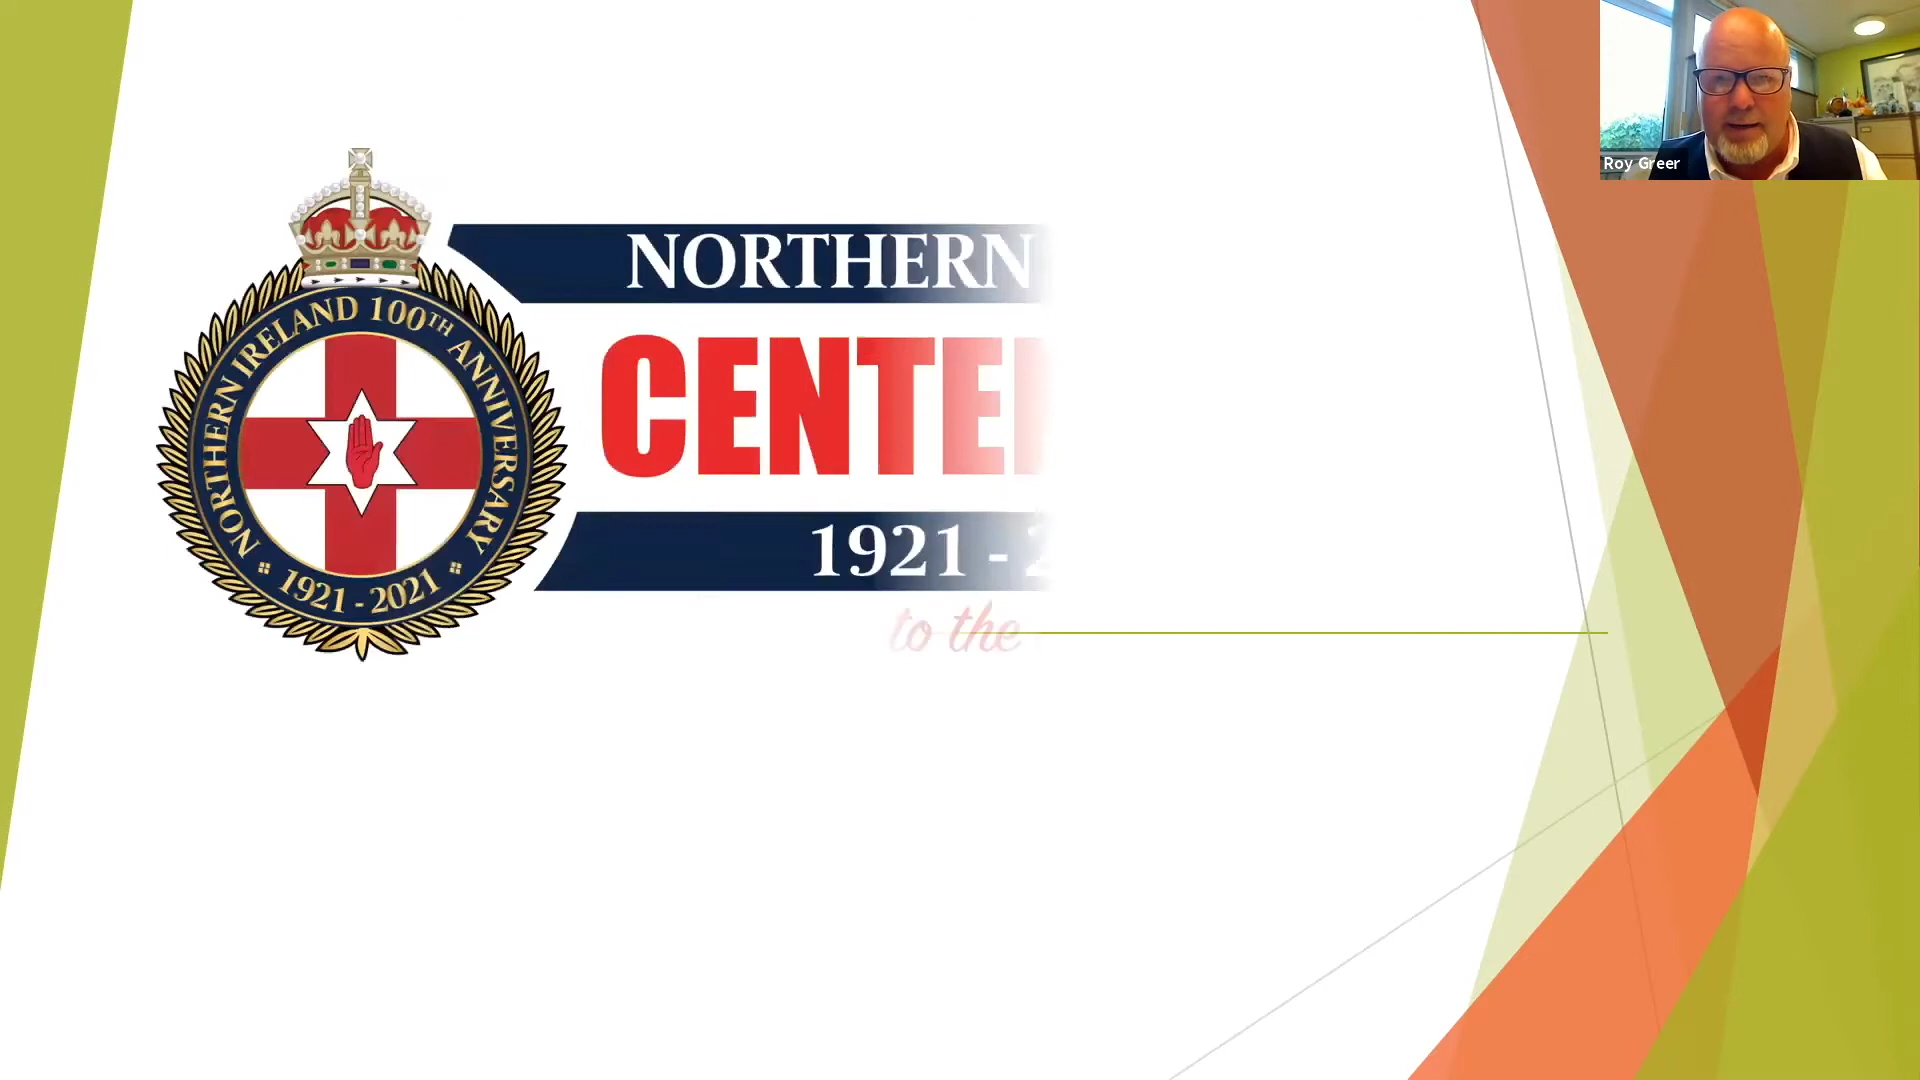 NORTHERN IRELAND 100TH ANNIVERSARY
1921 - 2021
NORTHERN
CENTE
1921 -
to the
Roy Greer